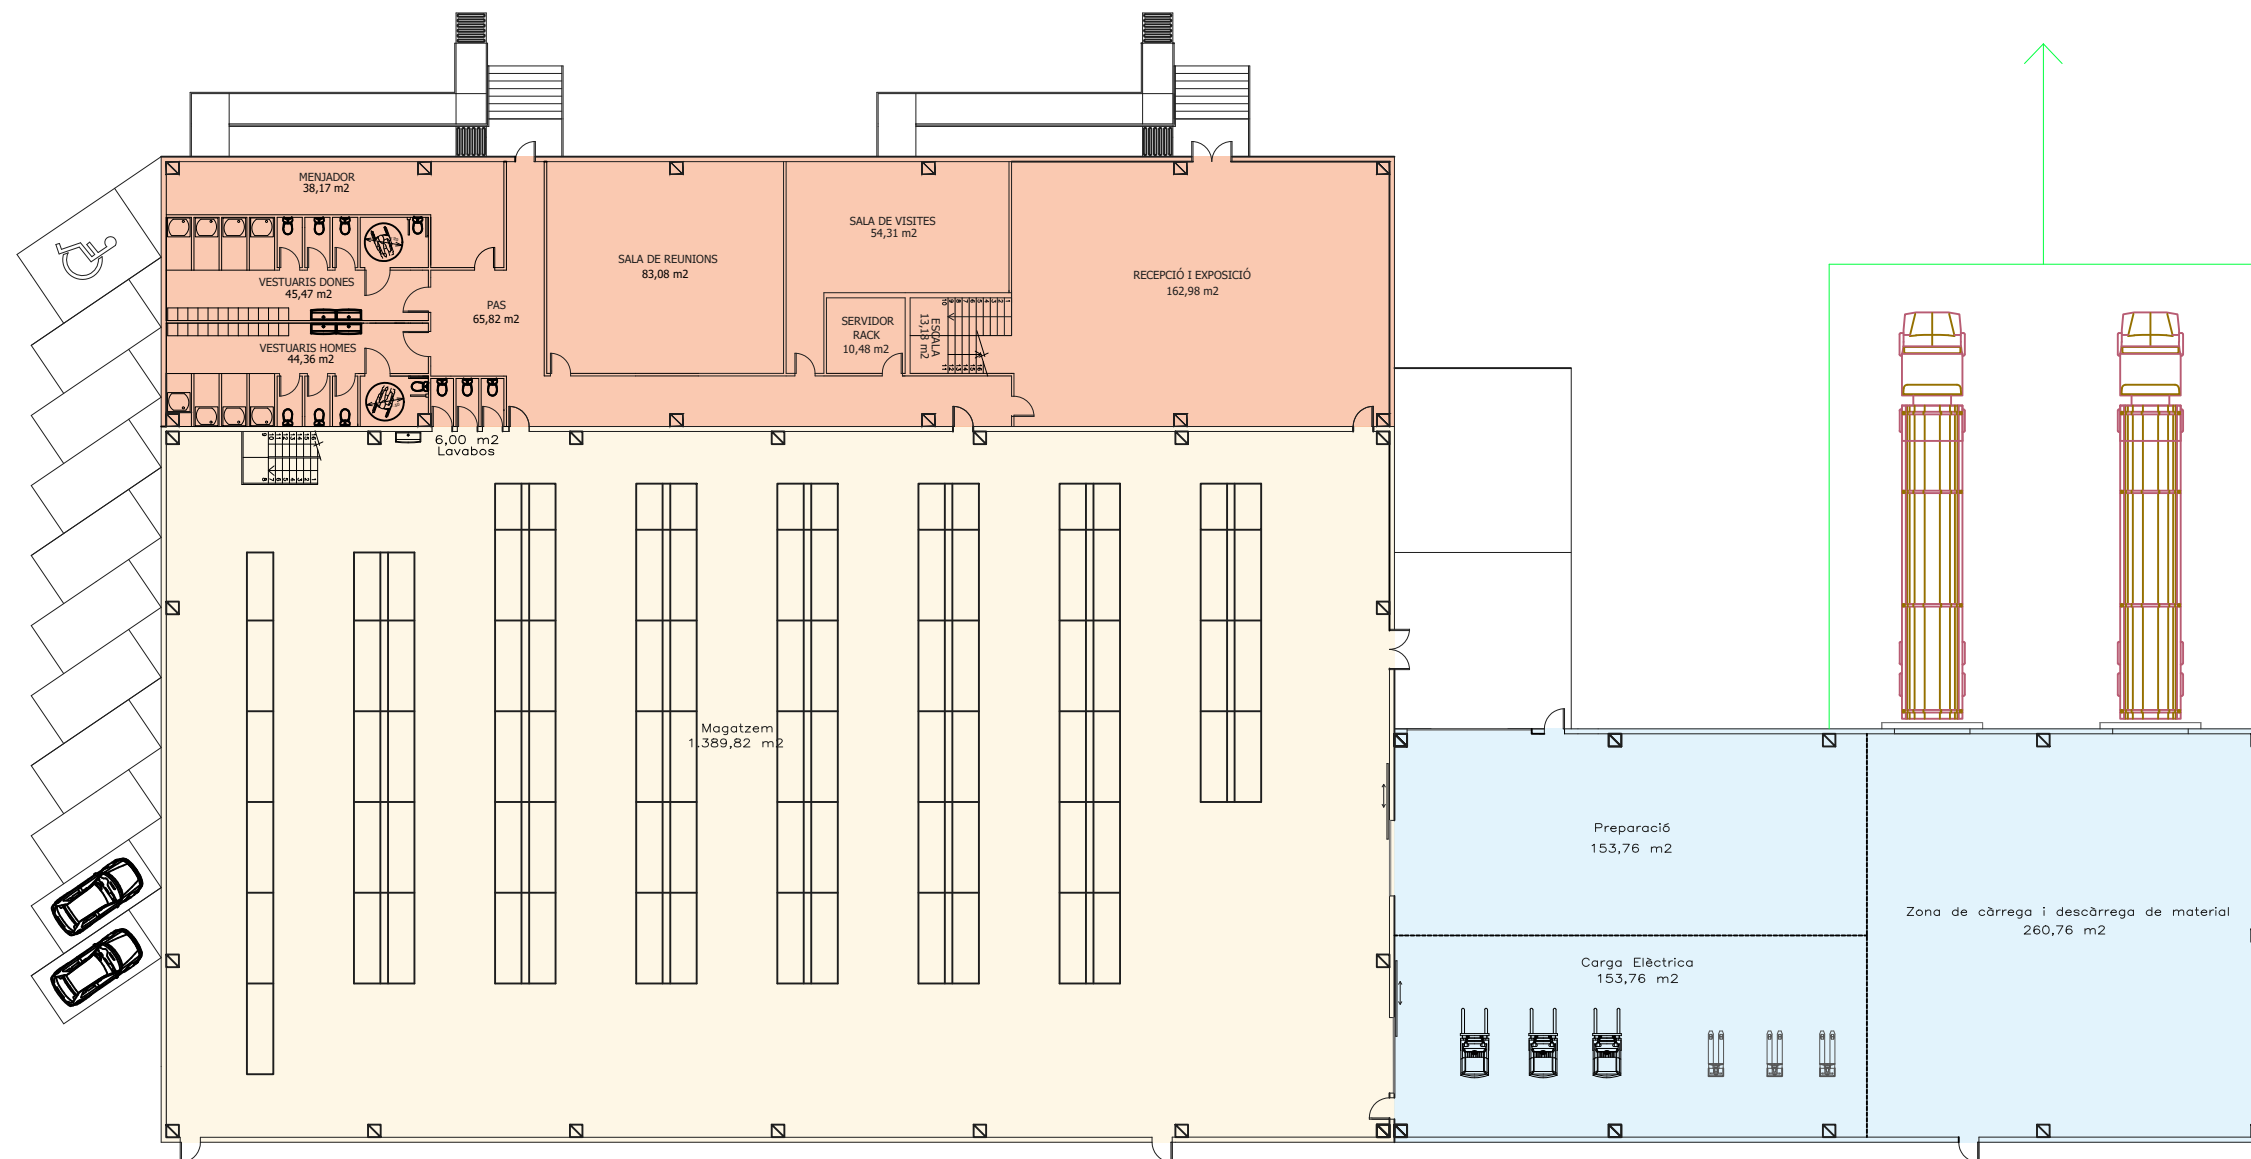 MENJADOR
38,17 m2
SALA DE VISITES
54,31 m2
SALA DE REUNIONS
83,08 m2
RECEPCIÓ I EXPOSICIÓ
162,98 m2
VESTUARIS DONES
45,47 m2
PAS
65,82 m2
SERVIDOR
RACK
10,48 m2
ESCALA
13,18 m2
VESTUARIS HOMES
44,36 m2
6,00 m2
Lavabos
Magatzem
1.389,82 m2
Preparació
153,76 m2
Zona de càrrega i descàrrega de material
260,76 m2
Carga Elèctrica
153,76 m2